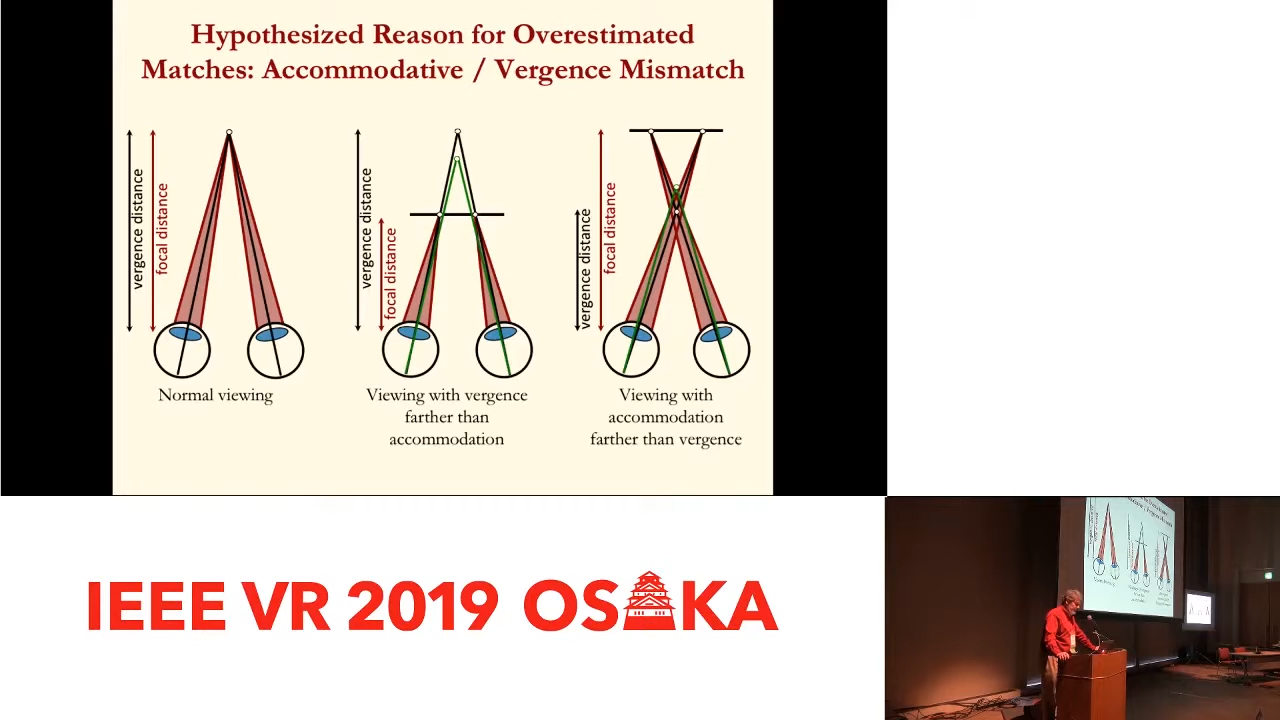 Hypothesized Reason for Overestimated
Matches: Accommodative / Vergence Mismatch
vergence distance
focal distance
vergence distance
focal distance
vergence distance
focal distance
Normal viewing
Viewing with vergence
farther than
accommodation
Viewing with
accommodation
farther than vergence
IEEE VR 2019 OSAKA